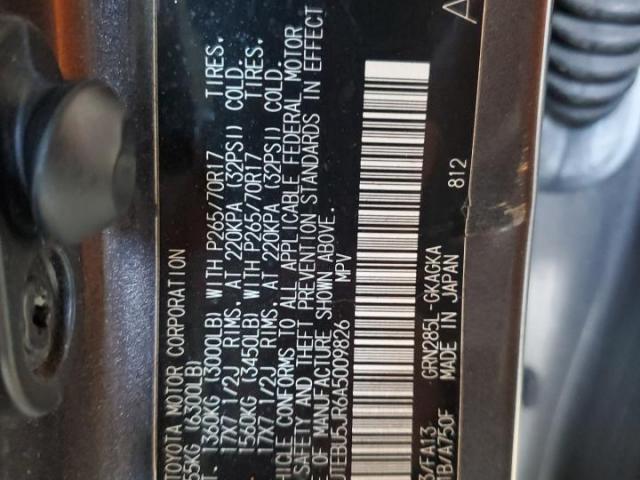 TOYOTA MOTOR CORPORATION
55KG (6300LB)
T. 1360KG (3000LB) WITH P265/70R17 TIRES.
17X7 1/2J RIMS AT 220KPA (32PSI) COLD.
1560KG (3450LB) WITH P265/70R17 TIRES.
17X7 1/2J RIMS AT 220KPA (32PSI) COLD.
HICLE CONFORMS TO ALL APPLICABLE FEDERAL MOTOR
SAFETY AND THEFT PREVENTION STANDARDS IN EFFECT
E OF MANUFACTURE SHOWN ABOVE.
JTEBU5JR6A5009826 MPV
/FA13 GRN285L-GKAGKA 812
1B/A750F MADE IN JAPAN
A